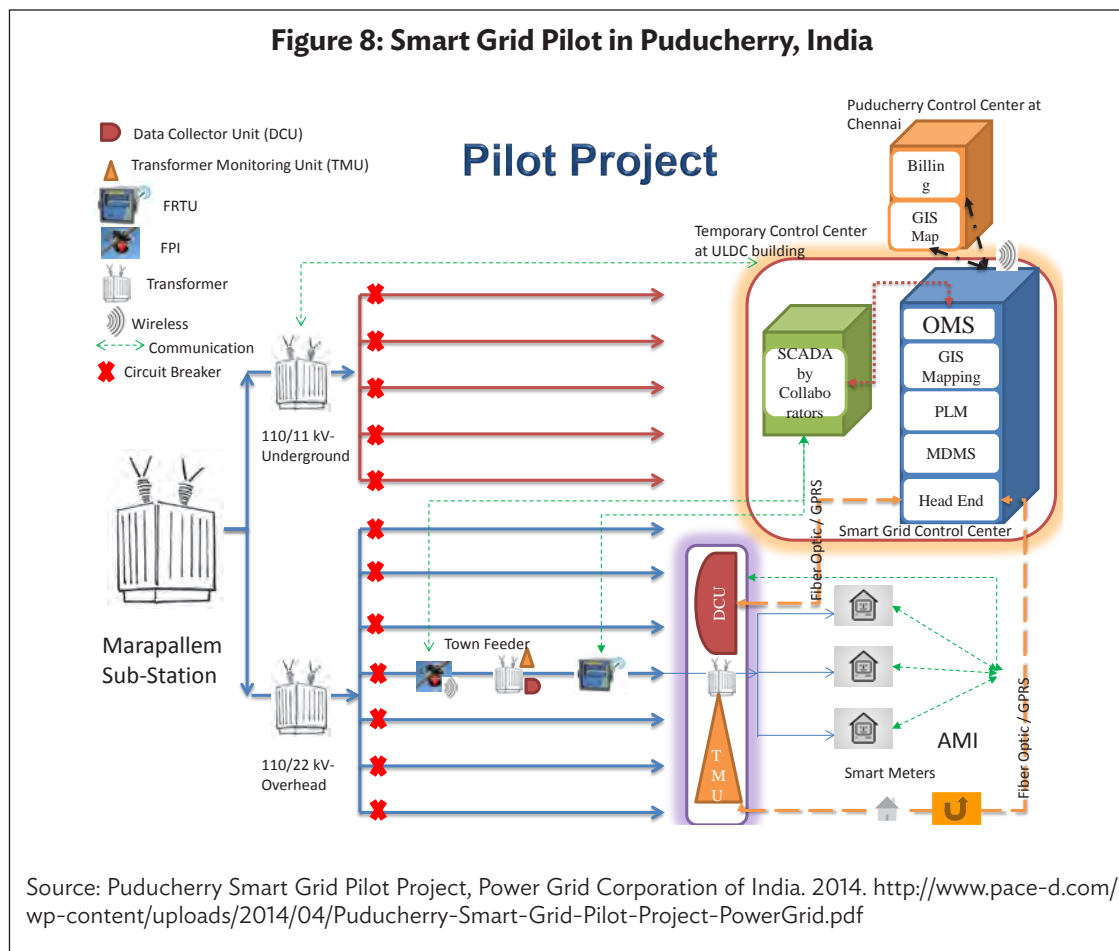 Figure 8: Smart Grid Pilot in Puducherry, India
Puducherry Control Center at
Chennai
Data Collector Unit (DCU)
Transformer Monitoring Unit (TMU)
FRTU
FPI
Transformer
Wireless
Communication
Circuit Breaker
Pilot Project
Billin
g
GIS
Map
Temporary Control Center
at ULDC building
OMS
GIS
Mapping
PLM
MDMS
Head End
SCADA
by
Collabo
rators
Smart Grid Control Center
110/11 kV-
Underground
Marapallem
Sub-Station
110/22 kV-
Overhead
Town Feeder
DCU
T
M
U
Fiber Optic / GPRS
Fiber Optic / GPRS
AMI
Smart Meters
Source: Puducherry Smart Grid Pilot Project, Power Grid Corporation of India. 2014. http://www.pace-d.com/
wp-content/uploads/2014/04/Puducherry-Smart-Grid-Pilot-Project-PowerGrid.pdf